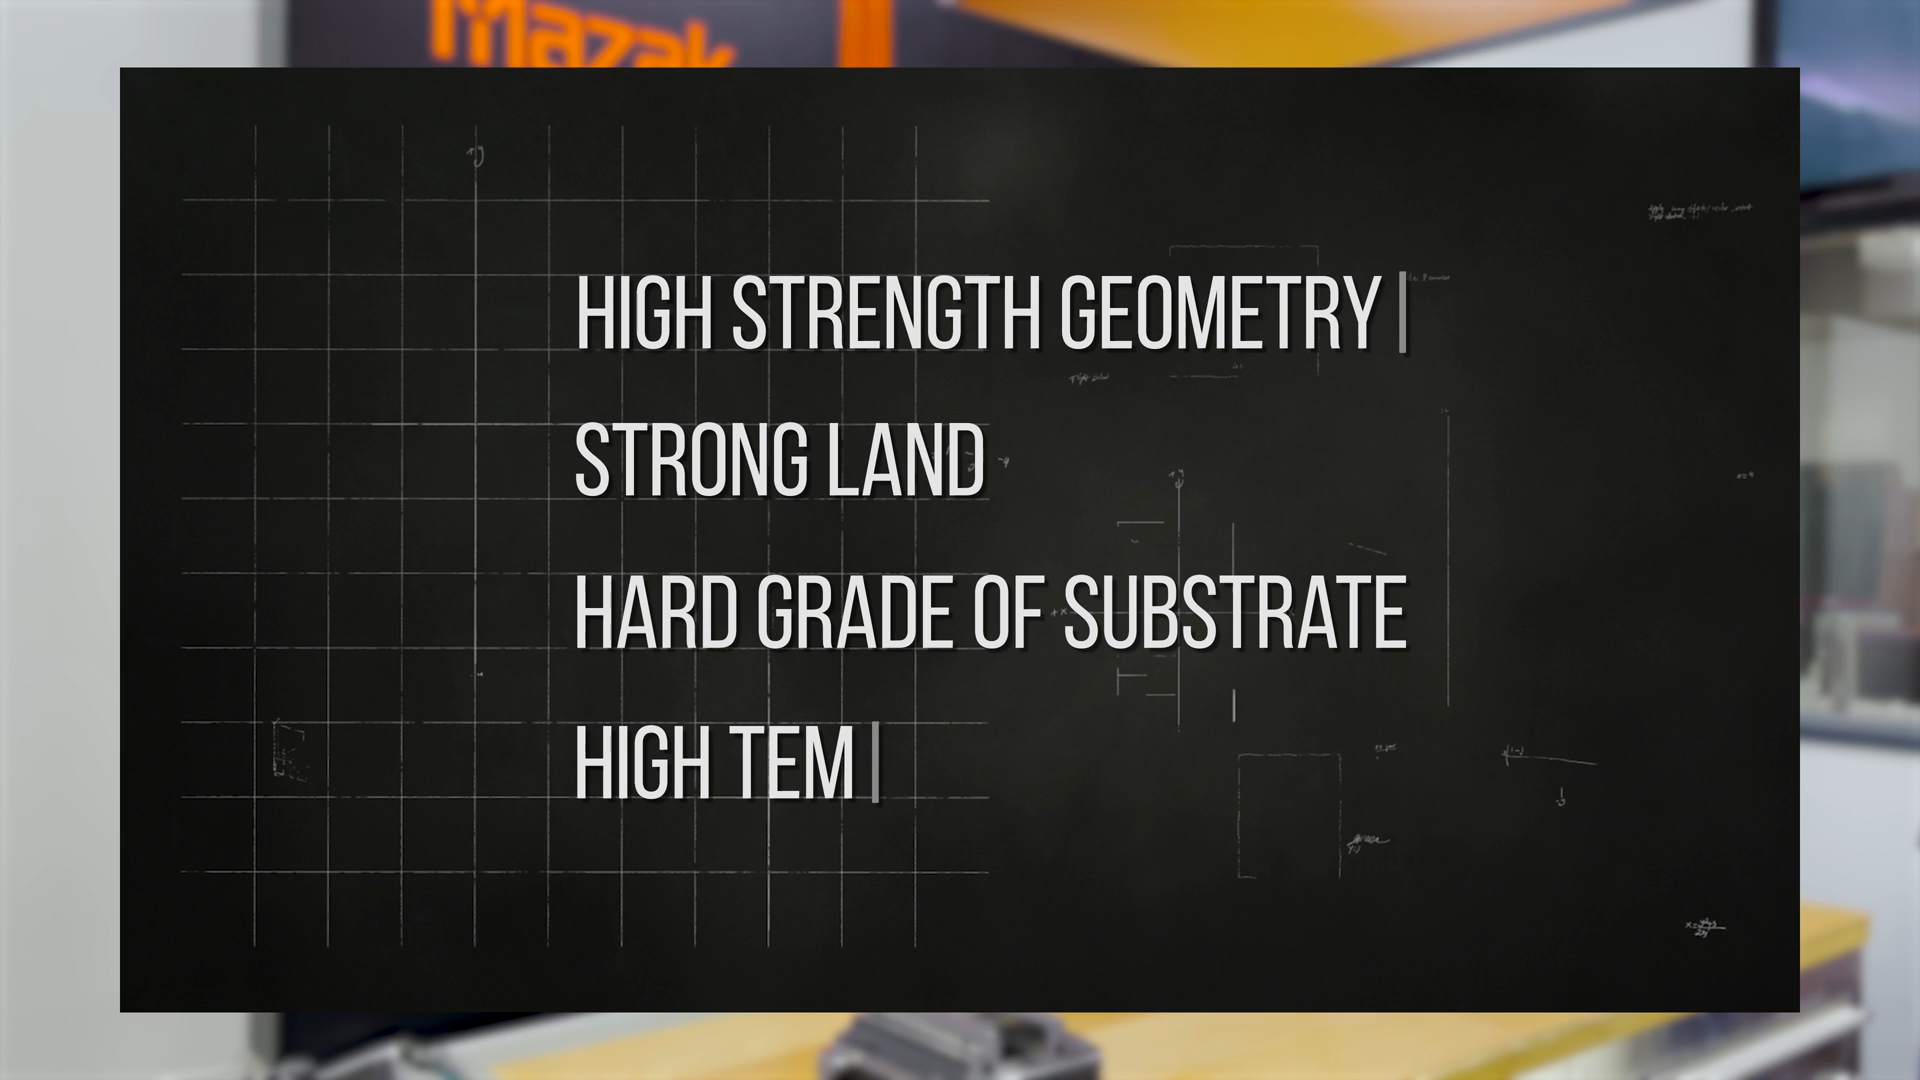 Mazak
HIGH STRENGTH GEOMETRY
STRONG LAND
HARD GRADE OF SUBSTRATE
HIGH TEM